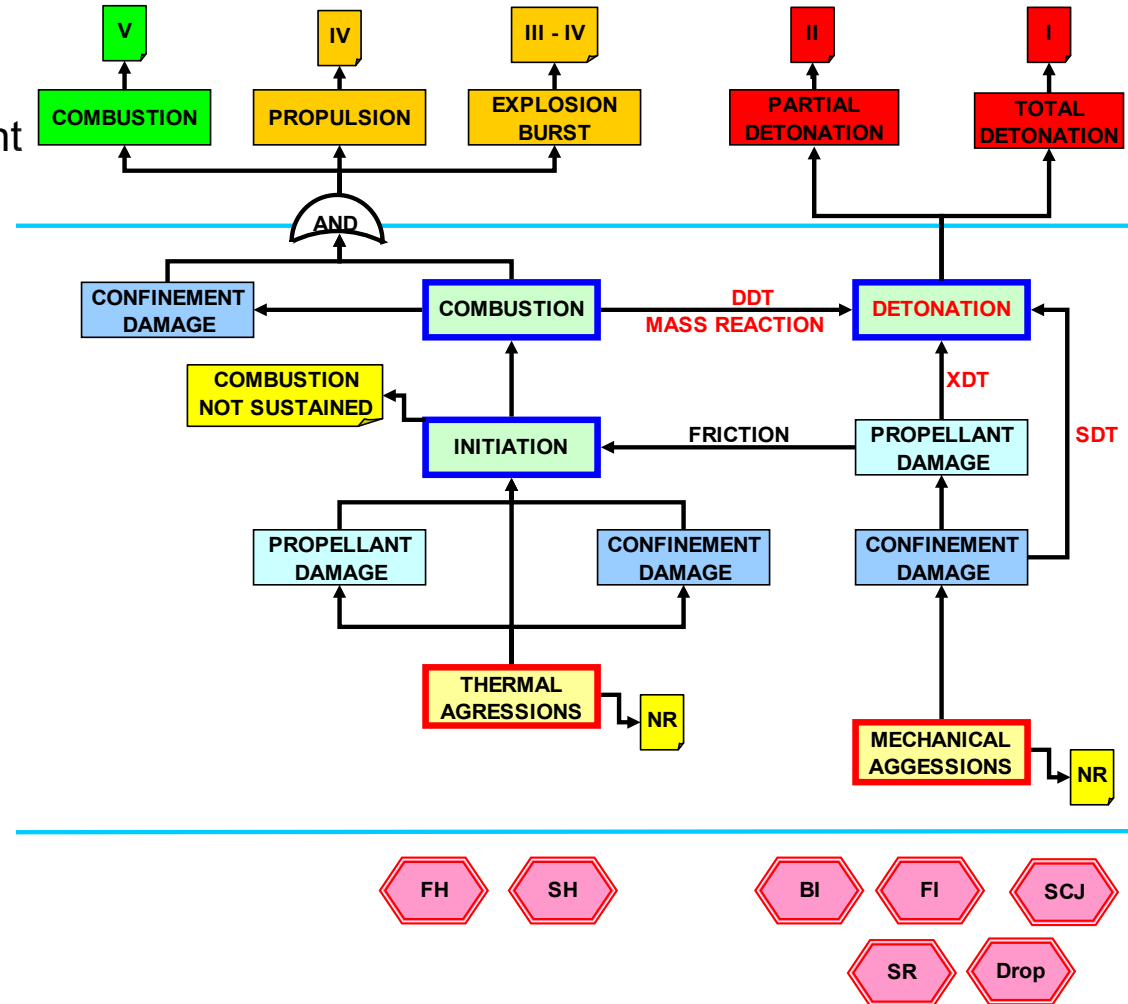 V
IV
III - IV
II
I
COMBUSTION
PROPULSION
EXPLOSION
BURST
PARTIAL
DETONATION
TOTAL
DETONATION
nt
AND
CONFINEMENT
DAMAGE
COMBUSTION
DDT
MASS REACTION
DETONATION
COMBUSTION
NOT SUSTAINED
XDT
INITIATION
FRICTION
PROPELLANT
DAMAGE
SDT
PROPELLANT
DAMAGE
CONFINEMENT
DAMAGE
CONFINEMENT
DAMAGE
THERMAL
AGRESSIONS
NR
MECHANICAL
AGGESSIONS
NR
FH
SH
BI
FI
SCJ
SR
Drop